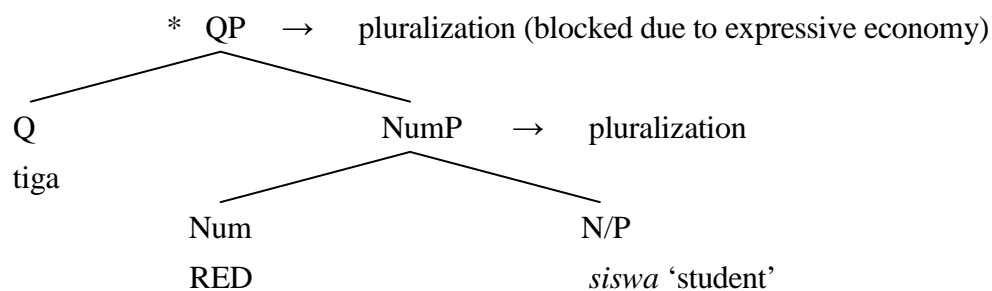 * QP → pluralization (blocked due to expressive economy)
Q NumP → pluralization
tiga
Num N/P
RED siswa ‘student’